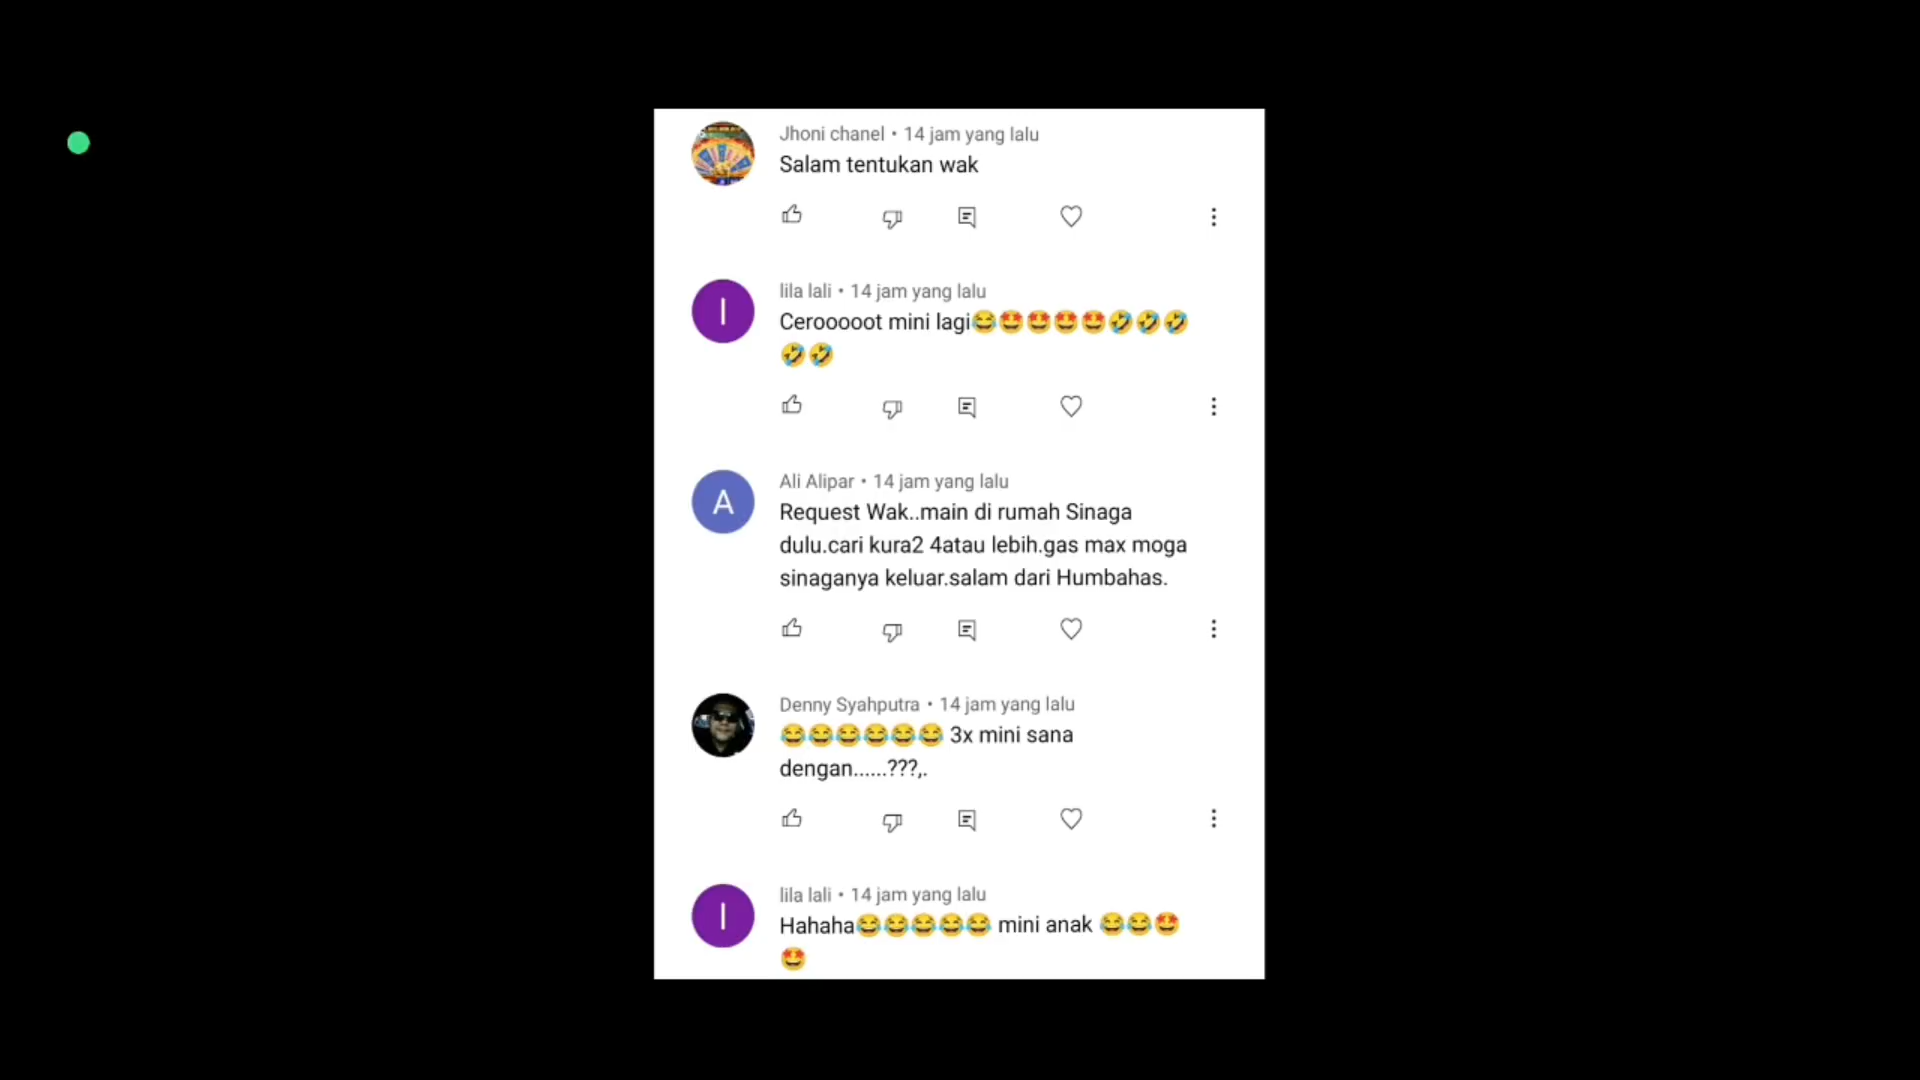 Jhoni chanel • 14 jam yang lalu
Salam tentukan wak
l
lila lali • 14 jam yang lalu
Cerooooot mini lagi😂🤩🤩🤩🤩🤣🤣🤣
🤣🤣
A
Ali Alipar • 14 jam yang lalu
Request Wak..main di rumah Sinaga
dulu.cari kura2 4atau lebih.gas max moga
sinaganya keluar.salam dari Humbahas.
Denny Syahputra • 14 jam yang lalu
😂😂😂😂😂😂 3x mini sana
dengan......???,.
l
lila lali • 14 jam yang lalu
Hahaha😂😂😂😂😂 mini anak 😂😂🤩
🤩